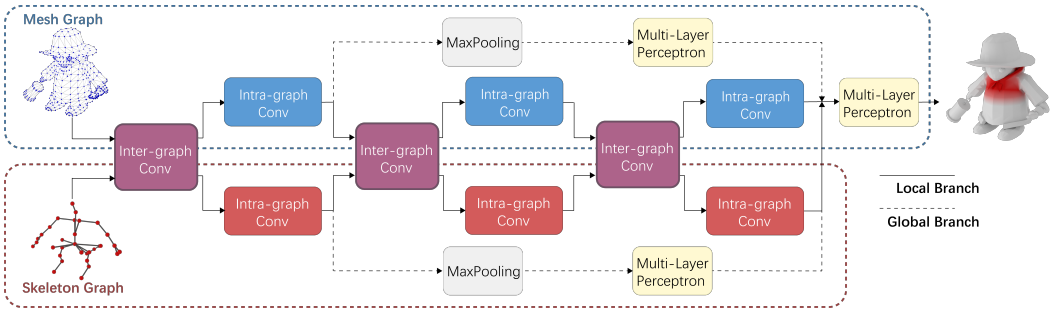 Mesh Graph
MaxPooling
Multi-Layer
Perceptron
Intra-graph
Conv
Intra-graph
Conv
Intra-graph
Conv
Multi-Layer
Perceptron
Inter-graph
Conv
Inter-graph
Conv
Inter-graph
Conv
Intra-graph
Conv
Intra-graph
Conv
Intra-graph
Conv
Local Branch
Global Branch
MaxPooling
Multi-Layer
Perceptron
Skeleton Graph